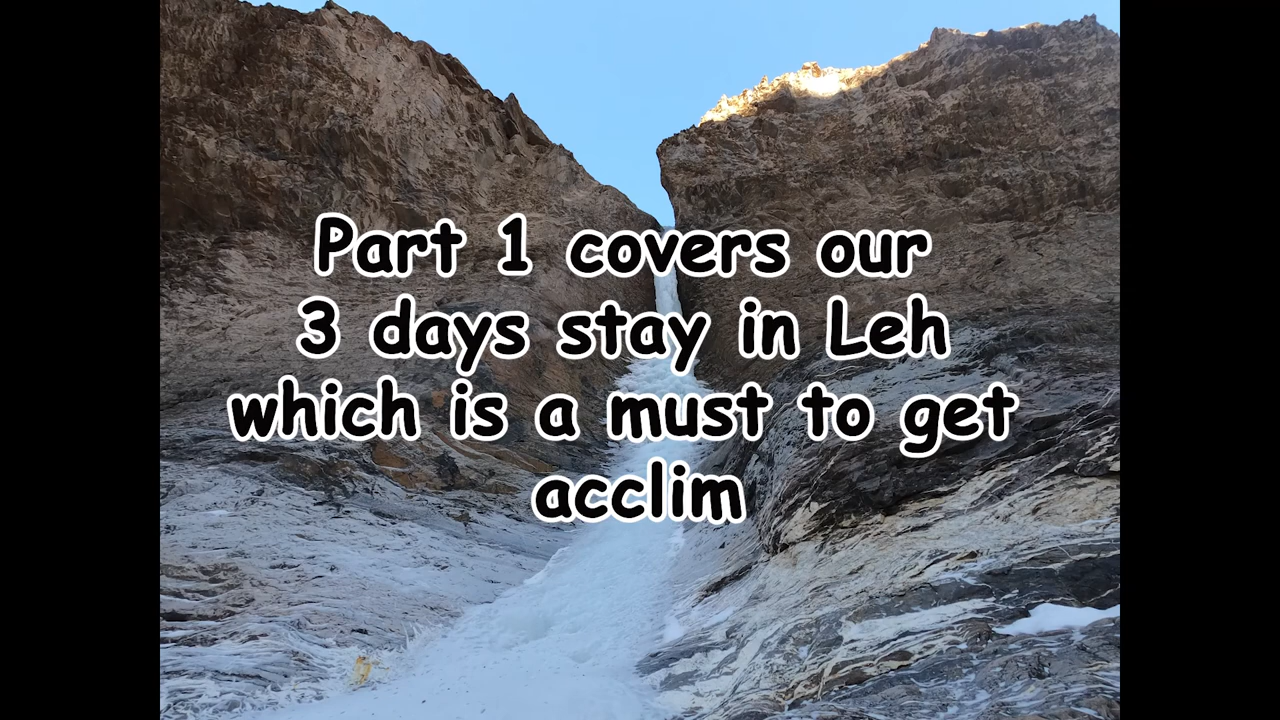 Part 1 covers our
3 days stay in Leh
which is a must to get
acclim